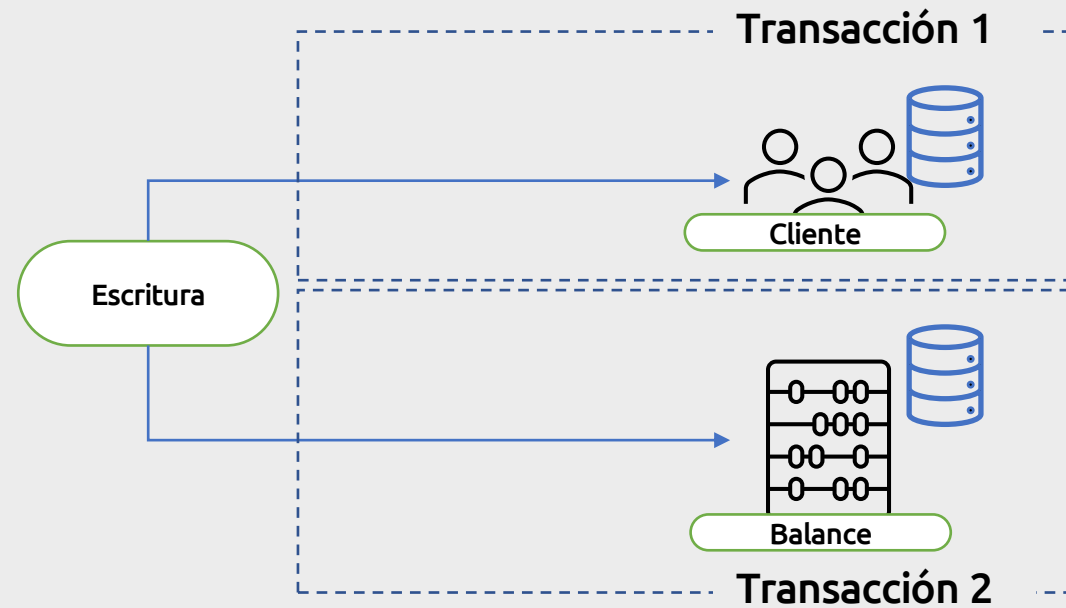 Transacción 1
Cliente
Escritura
Balance
Transacción 2